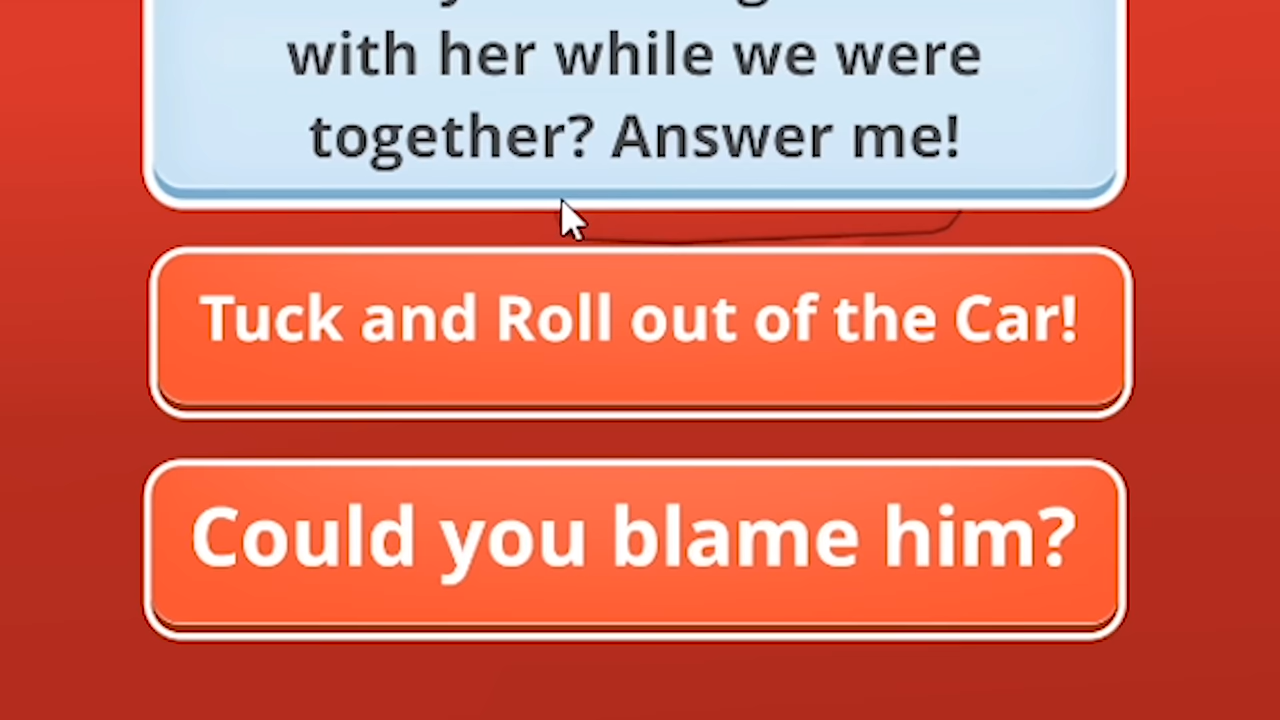 with her while we were
together? Answer me!
Tuck and Roll out of the Car!
Could you blame him?